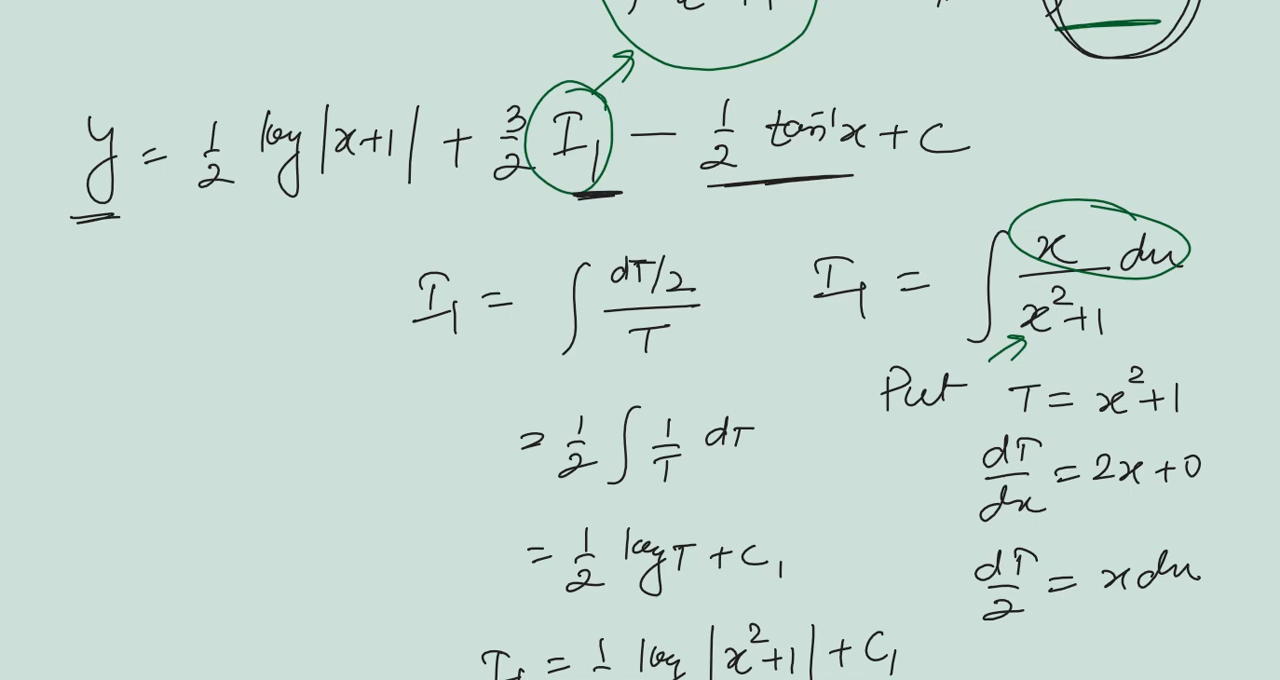 y = 1/2 log|x+1| + 3/2 I₁ − 1/2 tan⁻¹x + C
I₁ = ∫ (dT/2)/T
I₁ = ∫ x dx/(x²+1)
Put T = x²+1
= 1/2 ∫ 1/T dT
dT/dx = 2x + 0
= 1/2 log T + C₁
dT/2 = x dx
I₁ = 1 log |x²+1| + C₁